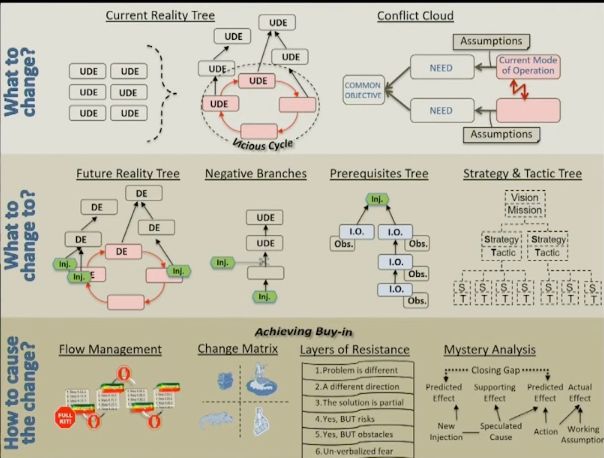 What to change?
Current Reality Tree
UDE
UDE
UDE
UDE
UDE
UDE
UDE
UDE
UDE
UDE
UDE
UDE
Vicious Cycle
Conflict Cloud
Assumptions
COMMON OBJECTIVE
NEED
Current Mode of Operation
NEED
Assumptions
What to change to?
Future Reality Tree
DE
DE
DE
DE
DE
Inj.
Inj.
Inj.
E
Negative Branches
UDE
UDE
Inj.
Inj.
Prerequisites Tree
Inj.
I.O.
I.O.
Obs.
Obs.
I.O.
Obs.
I.O.
Obs.
Strategy & Tactic Tree
Vision
Mission
Strategy
Tactic
Strategy
Tactic
S S S S S S
T T T T T T
How to cause the change?
Achieving Buy-in
Flow Management
FULL KIT!
Change Matrix
Layers of Resistance
1.Problem is different
2.A different direction
3.The solution is partial
4.Yes, BUT risks
5.Yes, BUT obstacles
6.Un-verbalized fear
Mystery Analysis
Closing Gap
Predicted Effect
Supporting Effect
Predicted Effect
Actual Effect
New Injection
Speculated Cause
Action
Working Assumption